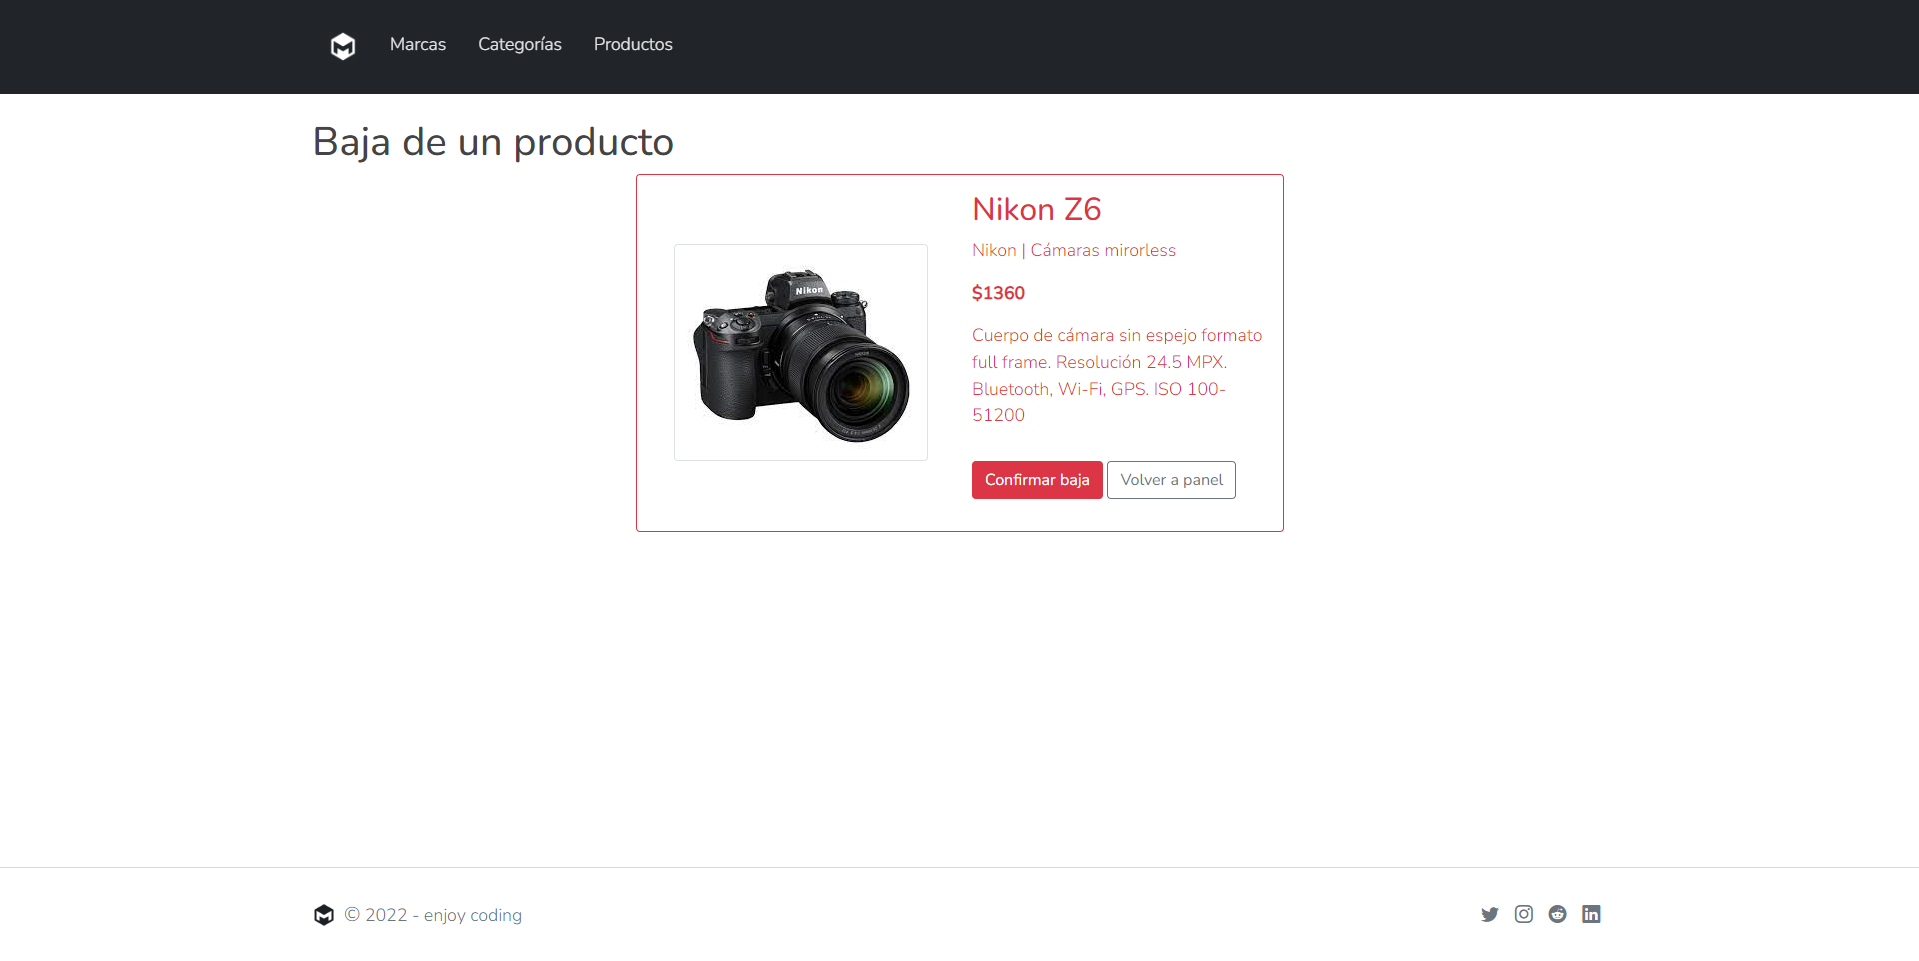 Marcas Categorías Productos
Baja de un producto
Nikon
Nikon Z6
Nikon | Cámaras mirorless
$1360
Cuerpo de cámara sin espejo formato
full frame. Resolución 24.5 MPX.
Bluetooth, Wi-Fi, GPS. ISO 100-
51200
Confirmar baja Volver a panel
© 2022 - enjoy coding